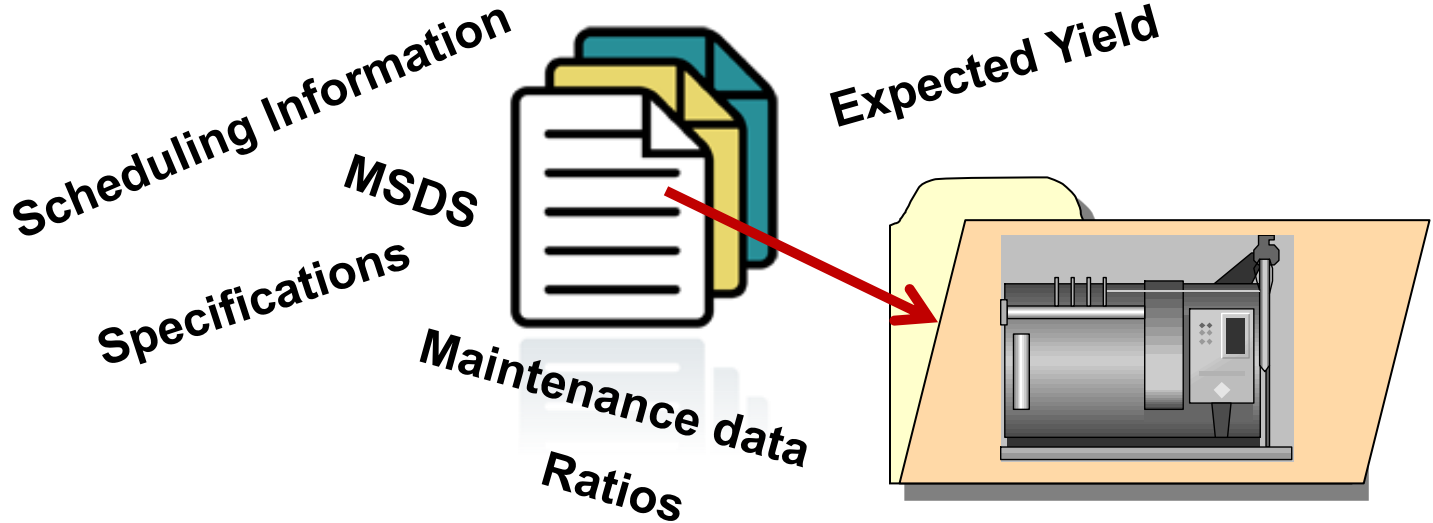 Scheduling Information
Expected Yield
MSDS
Specifications
Maintenance data
Ratios